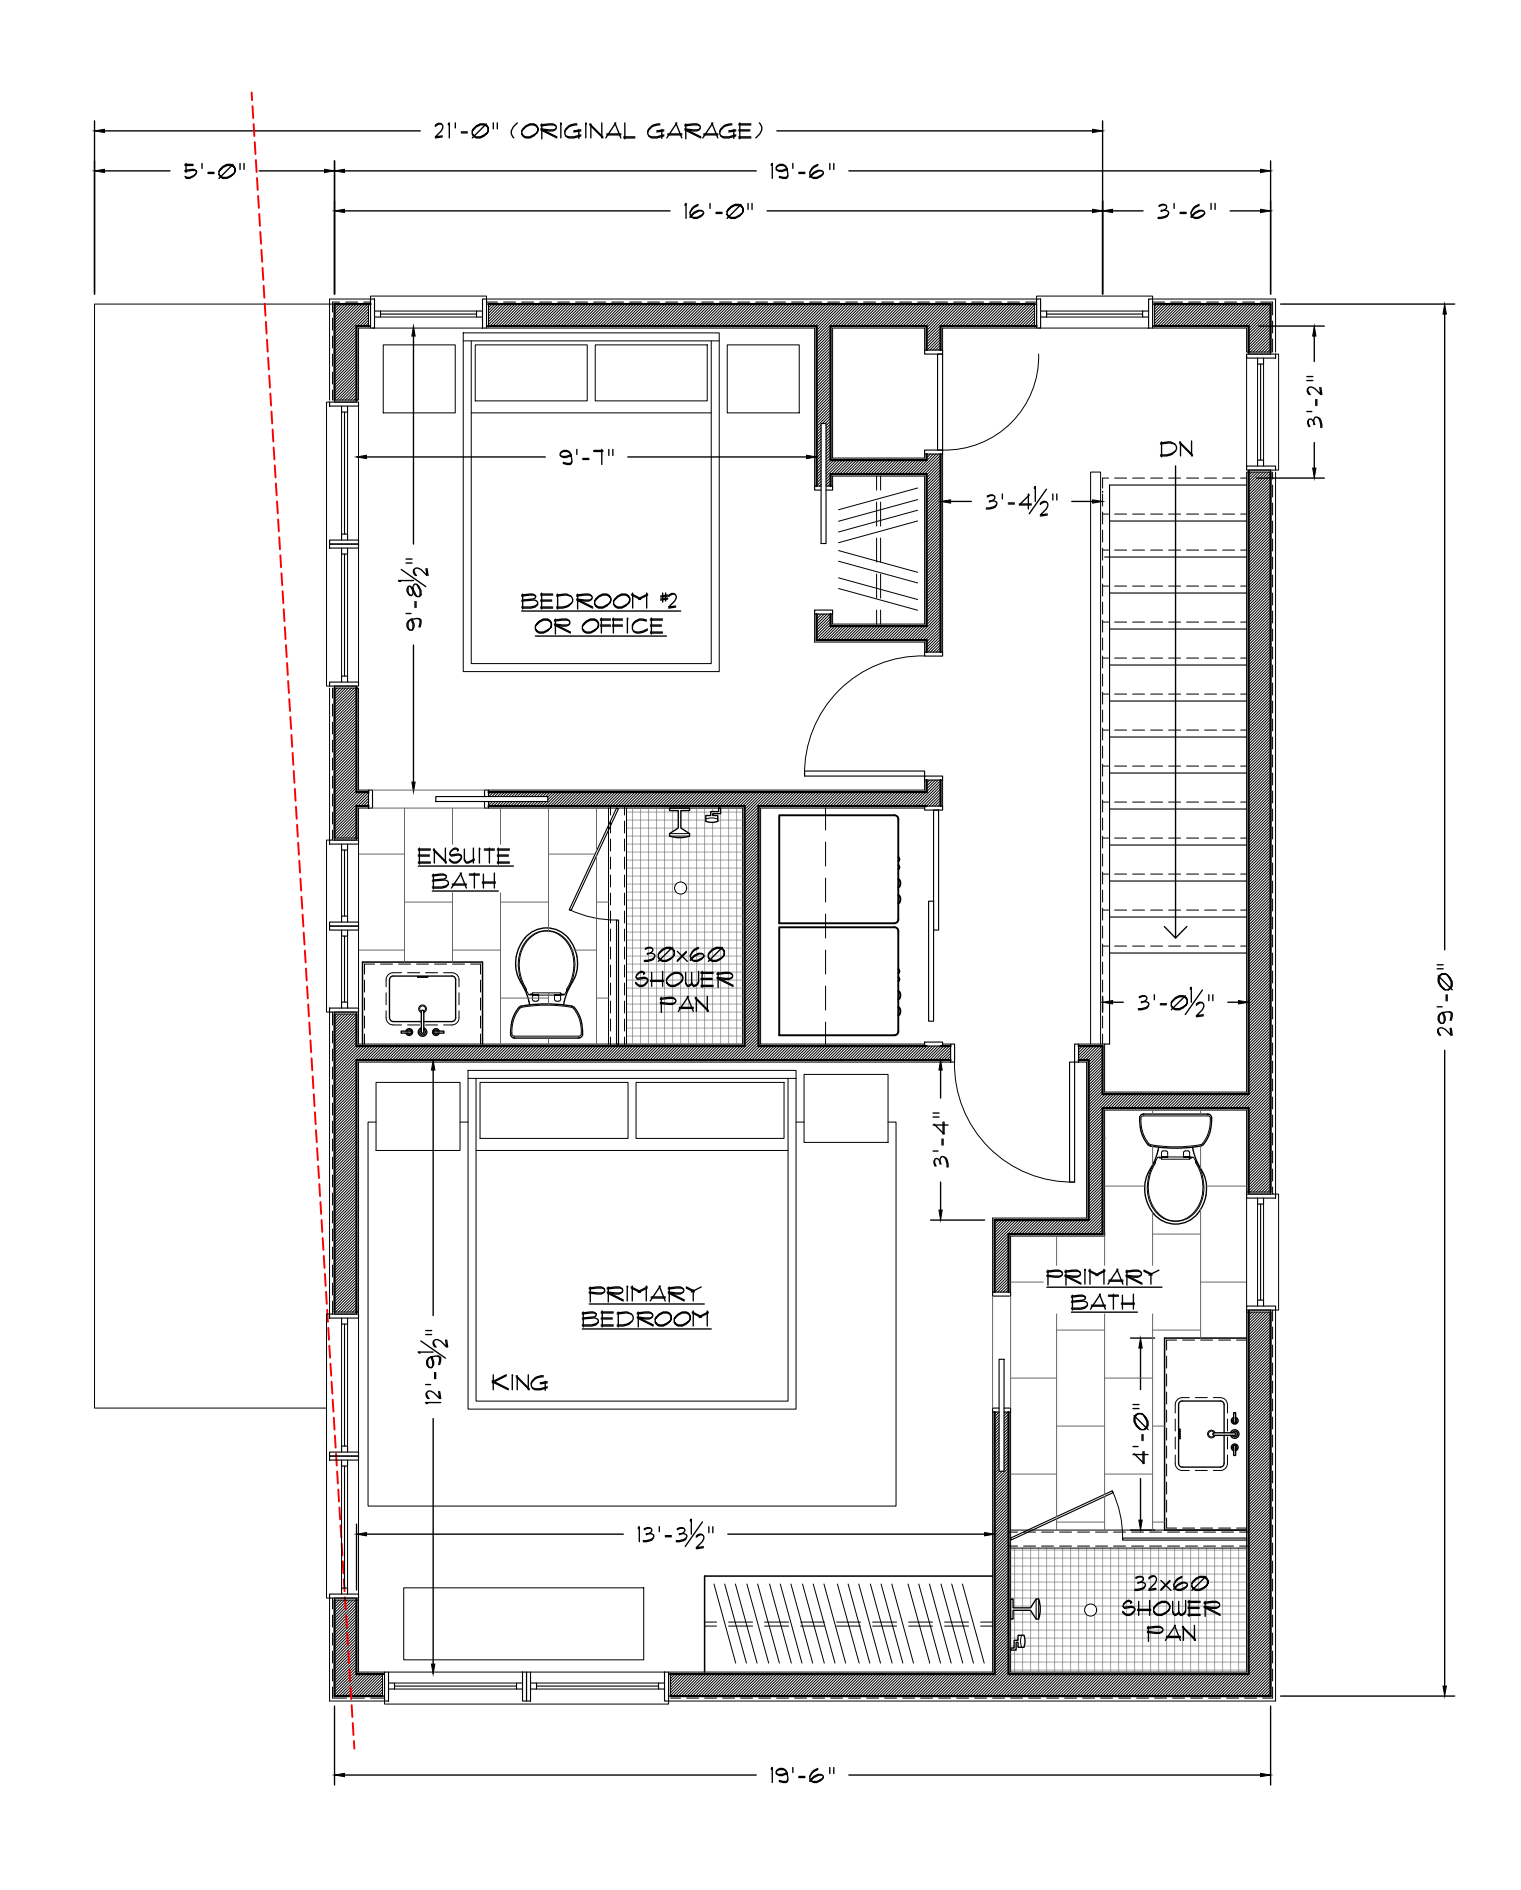 21'-0" (ORIGINAL GARAGE)
5'-0"
19'-6"
16'-0"
3'-6"
3'-2"
DN
9'-7"
3'-4½"
9'-8½"
BEDROOM #2
OR OFFICE
ENSUITE
BATH
30x60
SHOWER
PAN
3'-0½"
29'-0"
3'-4"
PRIMARY
BEDROOM
PRIMARY
BATH
12'-9½"
KING
4'-0"
13'-3½"
32x60
SHOWER
PAN
19'-6"